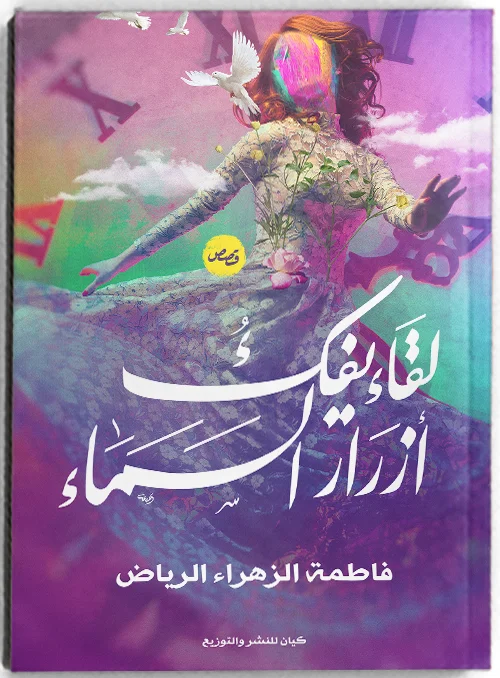 قصص
لقاء يفكُّ
أزرار السماء
فاطمة الزهراء الرياض
كيان للنشر والتوزيع